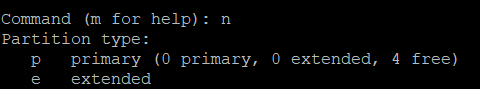 Command (m for help): n
Partition type:
   p   primary (0 primary, 0 extended, 4 free)
   e   extended